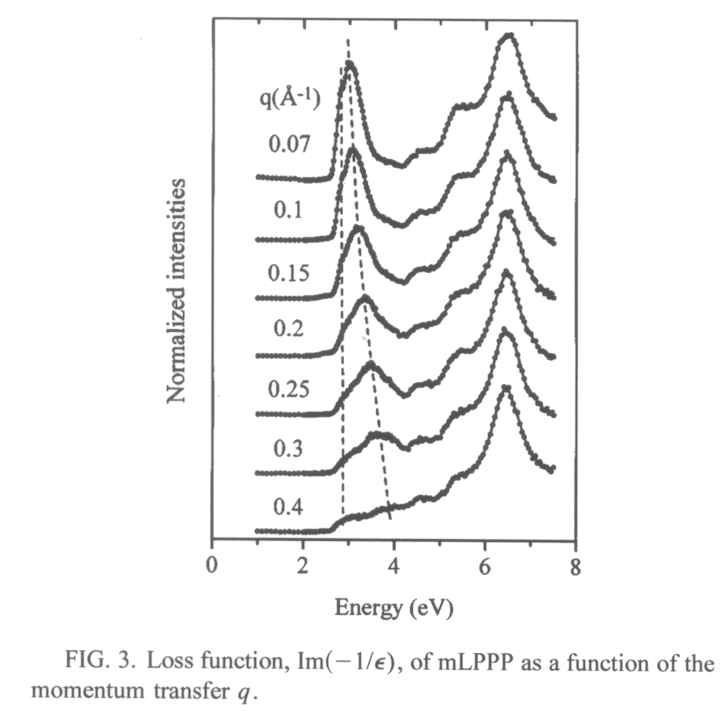 q(Å-1)
0.07
0.1
0.15
0.2
0.25
0.3
0.4
Normalized intensities
0 2 4 6 8
Energy (eV)
FIG. 3. Loss function, Im(−1/ϵ), of mLPPP as a function of the
momentum transfer q.